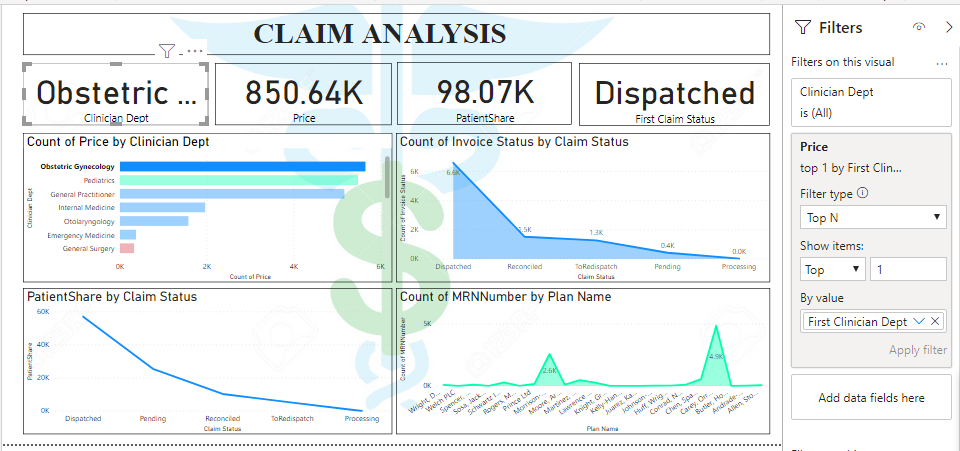 CLAIM ANALYSIS
Obstetric ...
Clinician Dept
850.64K
Price
98.07K
PatientShare
Dispatched
First Claim Status
Count of Price by Clinician Dept
Clinician Dept
Obstetric Gynecology
Pediatrics
General Practitioner
Internal Medicine
Otolaryngology
Emergency Medicine
General Surgery
0K 2K 4K 6K
Count of Price
Count of Invoice Status by Claim Status
Count of Invoice Status
6K
4K
2K
0K
6.6K
1.5K
1.3K
0.4K
0.0K
Dispatched Reconciled ToRedispatch Pending Processing
Claim Status
PatientShare by Claim Status
PatientShare
60K
40K
20K
0K
Dispatched Pending Reconciled ToRedispatch Processing
Claim Status
Count of MRNNumber by Plan Name
Count of MRNNumber
5K
0K
2.6K
4.9K
Wright, D...
Welch PLC
Spencer, ...
Sosa, Jack...
Schwartz I...
Rogers, M...
Prince Ltd
Morrison-...
Moore, Ar...
Martinez,...
Lawrence ...
Knight, Gi...
Kelly-Han...
Juarez, Ka...
Johnson-...
Huff, Wrig...
Conrad, N...
Chen, Spa...
Carey, Orr...
Butler, Ho...
Andrade-...
Allen, Sto...
Plan Name
Filters
Filters on this visual
...
Clinician Dept
is (All)
Price
top 1 by First Clin...
Filter type
Top N
Show items:
Top 1
By value
First Clinician Dept
Apply filter
Add data fields here